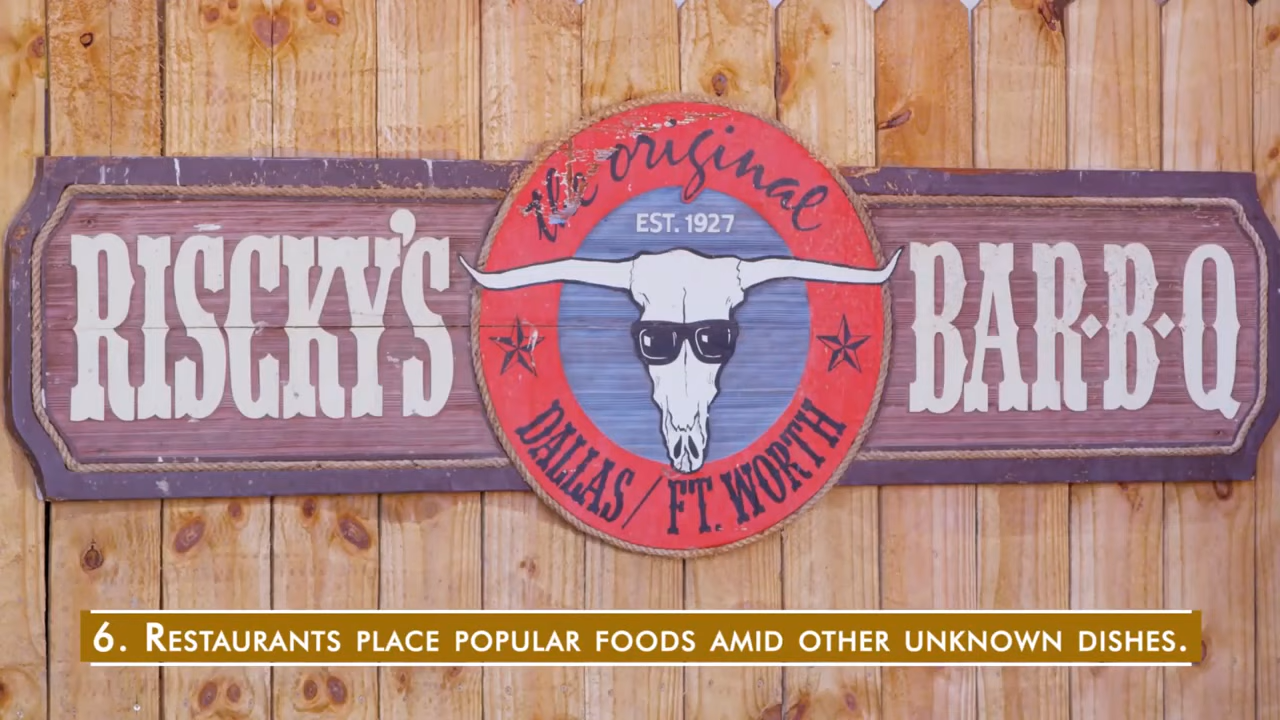 the original
EST. 1927
RISCKY'S
BAR·B·Q
DALLAS / FT. WORTH
6. RESTAURANTS PLACE POPULAR FOODS AMID OTHER UNKNOWN DISHES.